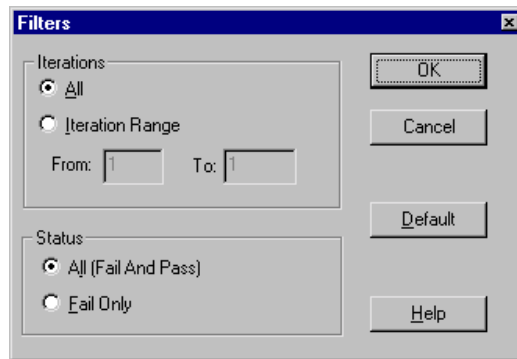 Filters
Iterations
All
Iteration Range
From: 1 To: 1
Status
All (Fail And Pass)
Fail Only
OK
Cancel
Default
Help